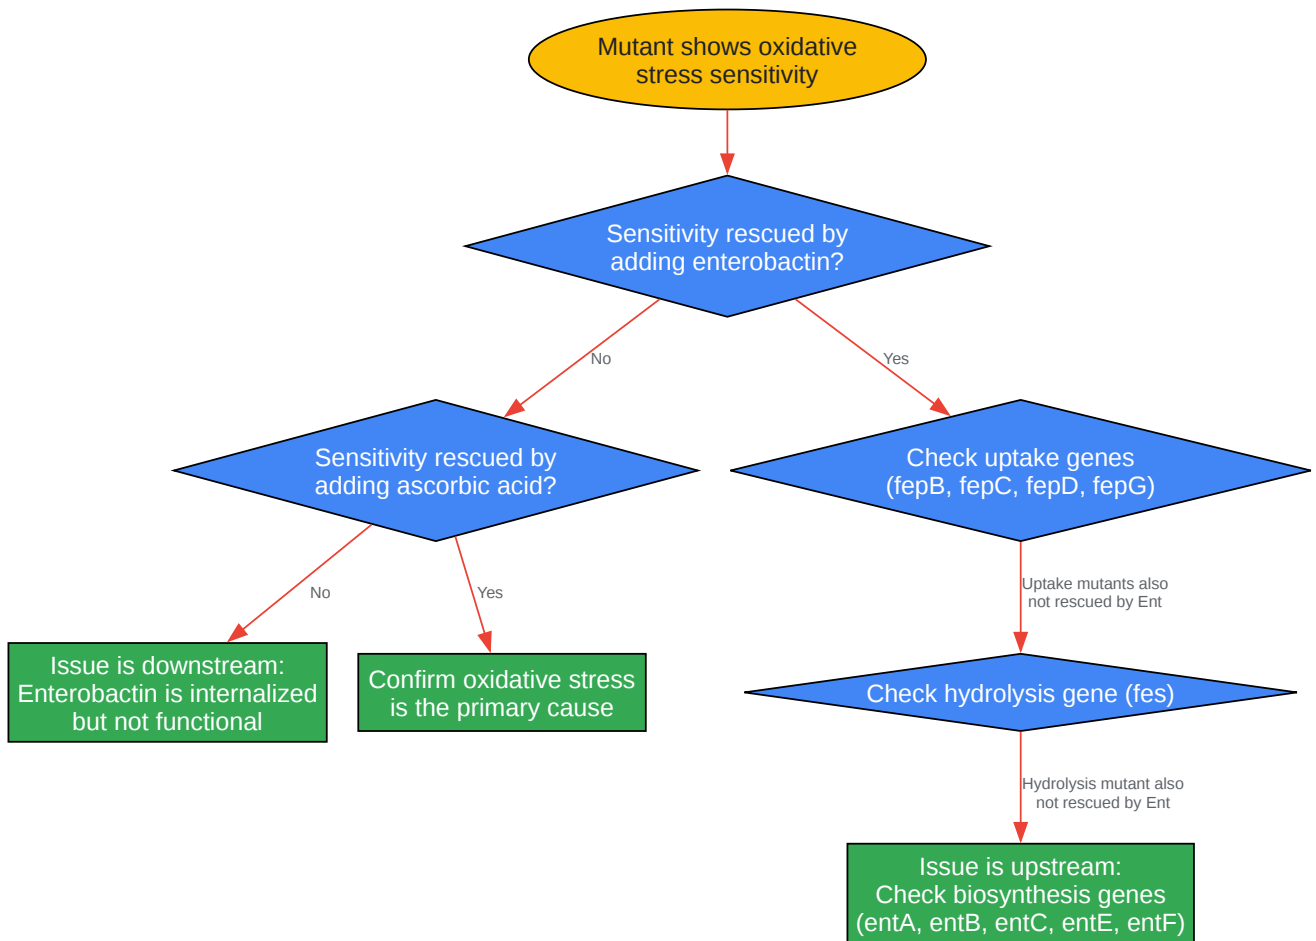 Mutant shows oxidative
stress sensitivity
Sensitivity rescued by
adding enterobactin?
No
Yes
Sensitivity rescued by
adding ascorbic acid?
Check uptake genes
(fepB, fepC, fepD, fepG)
No
Yes
Uptake mutants also
not rescued by Ent
Issue is downstream:
Enterobactin is internalized
but not functional
Confirm oxidative stress
is the primary cause
Check hydrolysis gene (fes)
Hydrolysis mutant also
not rescued by Ent
Issue is upstream:
Check biosynthesis genes
(entA, entB, entC, entE, entF)